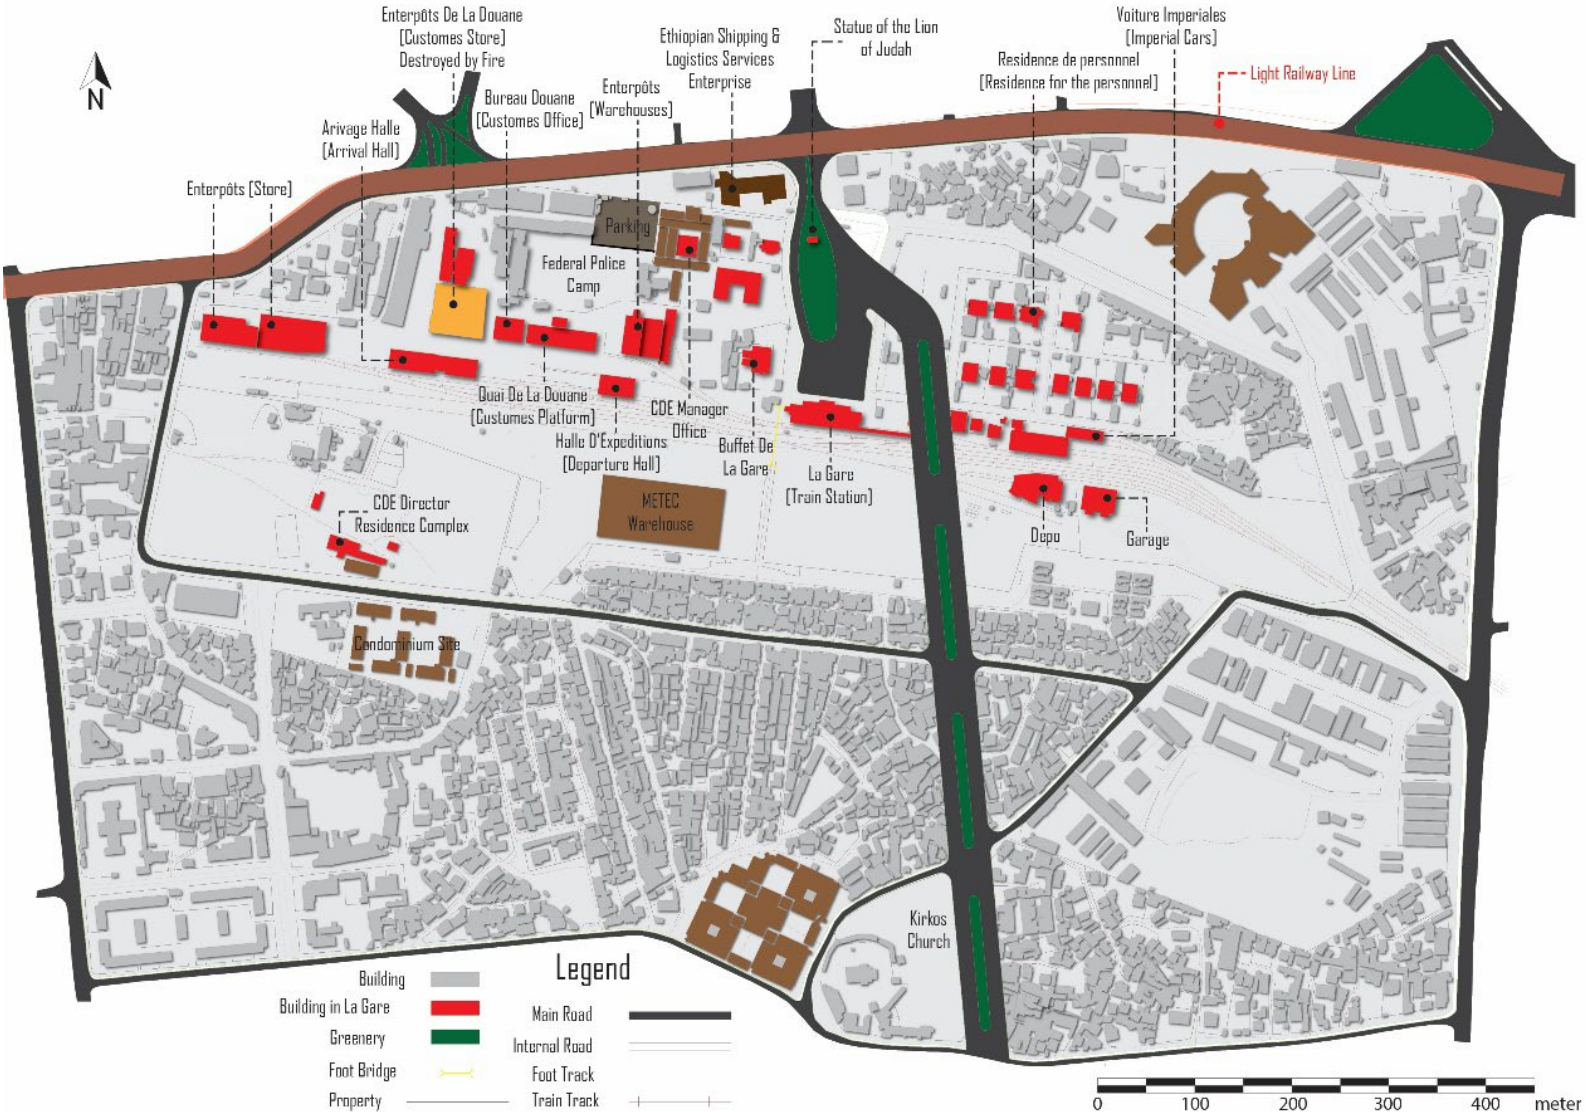 Enterpôts De La Douane
[Customes Store]
Destroyed by Fire
Ethiopian Shipping &
Logistics Services
Enterprise
Statue of the Lion
of Judah
Voiture Imperiales
[Imperial Cars]
Residence de personnel
[Residence for the personnel]
Light Railway Line
N
Bureau Douane
[Customes Office]
Enterpôts
[Warehouses]
Arivage Halle
[Arrival Hall]
Enterpôts [Store]
Parking
Federal Police
Camp
Quai De La Douane
[Customes Platform]
Halle D'Expeditions
[Departure Hall]
CDE Manager
Office
Buffet De
La Gare
La Gare
[Train Station]
METEC
Warehouse
CDE Director
Residence Complex
Depo
Garage
Condominium Site
Kirkos
Church
Legend
Building
Building in La Gare
Greenery
Foot Bridge
Property
Main Road
Internal Road
Foot Track
Train Track
0 100 200 300 400 meter